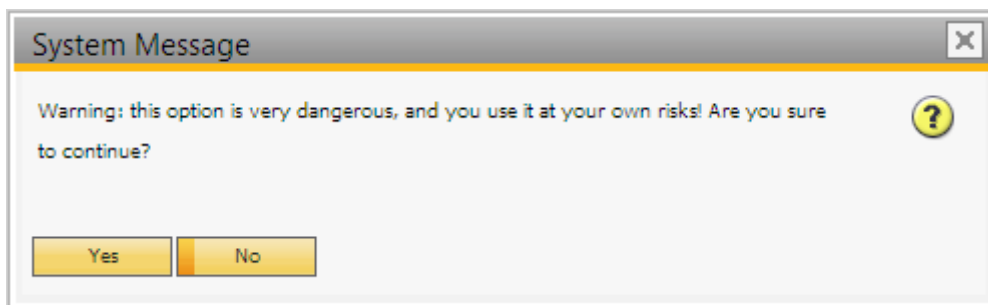 System Message
Warning: this option is very dangerous, and you use it at your own risks! Are you sure
to continue?
Yes No